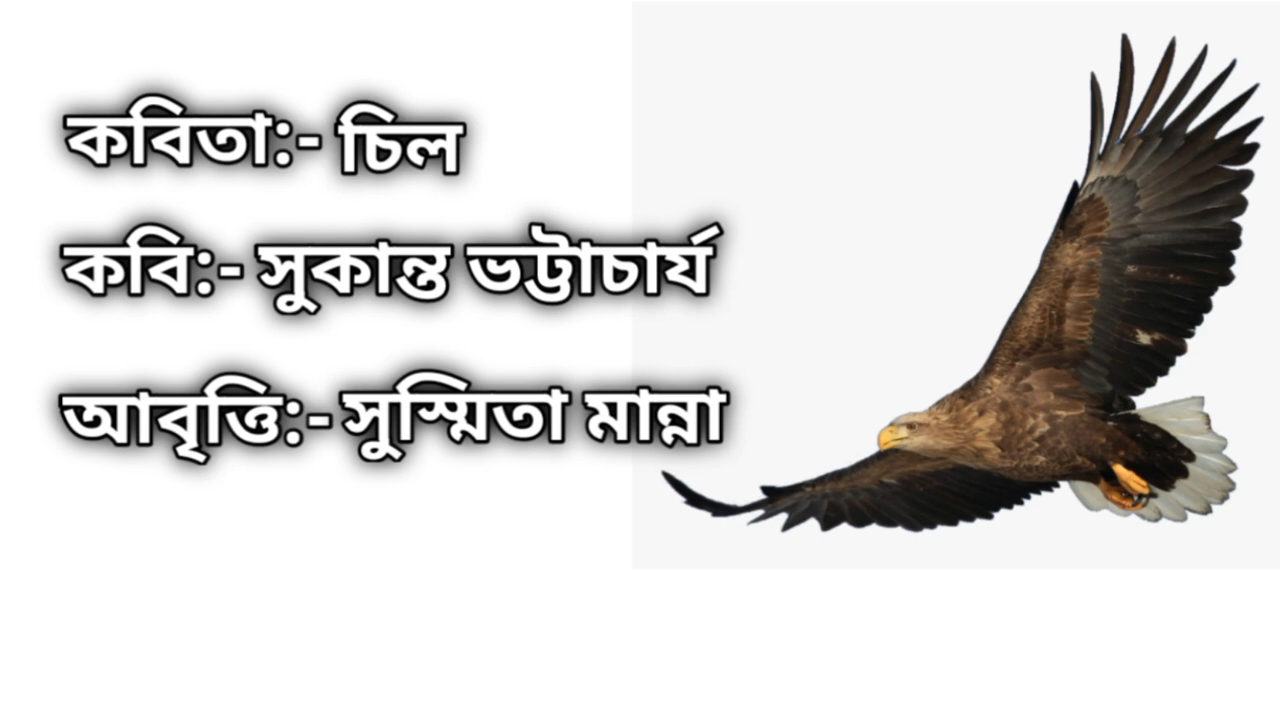 কবিতা:- চিল
কবি:- সুকান্ত ভট্টাচার্য
আবৃত্তি:- সুস্মিতা মান্না